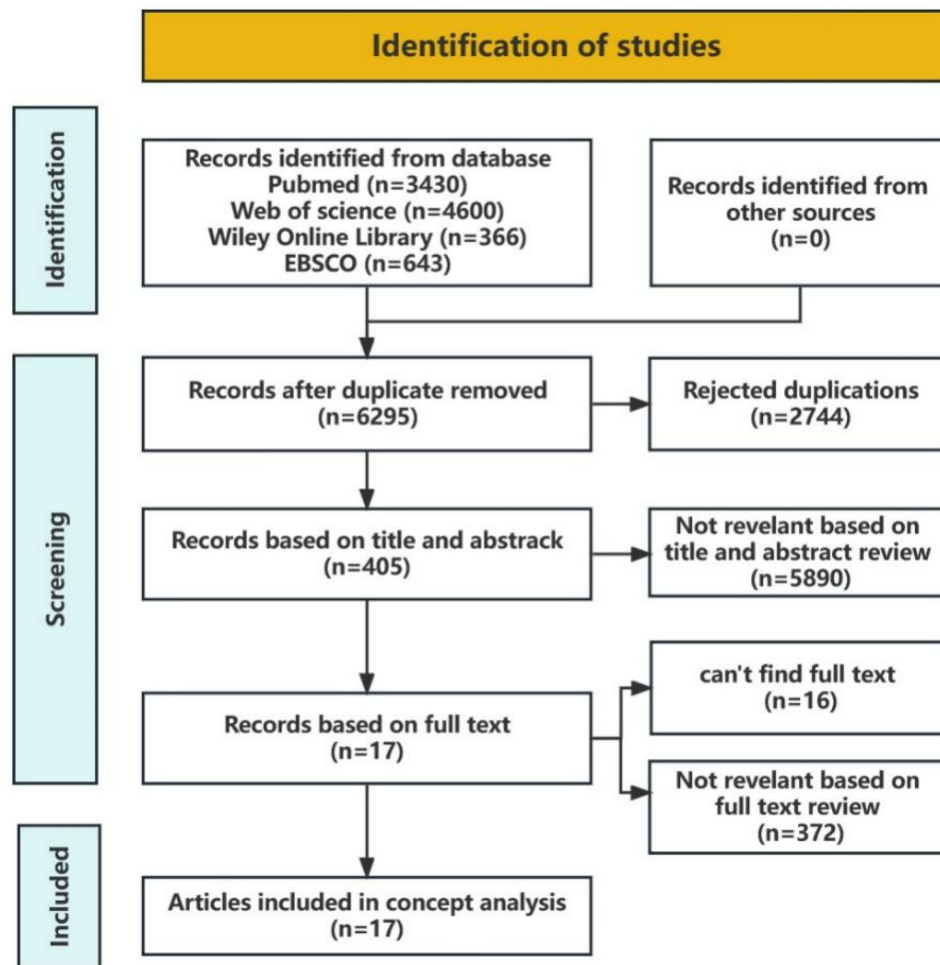 Identification of studies
Identification
Records identified from database
Pubmed (n=3430)
Web of science (n=4600)
Wiley Online Library (n=366)
EBSCO (n=643)
Records identified from
other sources
(n=0)
Screening
Records after duplicate removed
(n=6295)
Rejected duplications
(n=2744)
Records based on title and abstrack
(n=405)
Not revelant based on
title and abstract review
(n=5890)
Records based on full text
(n=17)
can't find full text
(n=16)
Not revelant based on
full text review
(n=372)
Included
Articles included in concept analysis
(n=17)